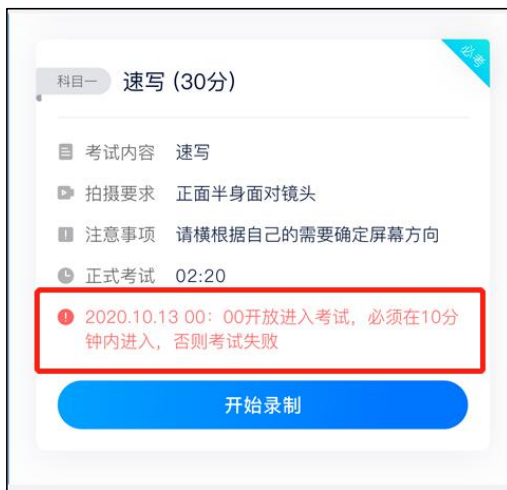 必考
科目一 速写 (30分)
考试内容 速写
拍摄要求 正面半身面对镜头
注意事项 请横根据自己的需要确定屏幕方向
正式考试 02:20
2020.10.13 00：00开放进入考试，必须在10分
钟内进入，否则考试失败
开始录制